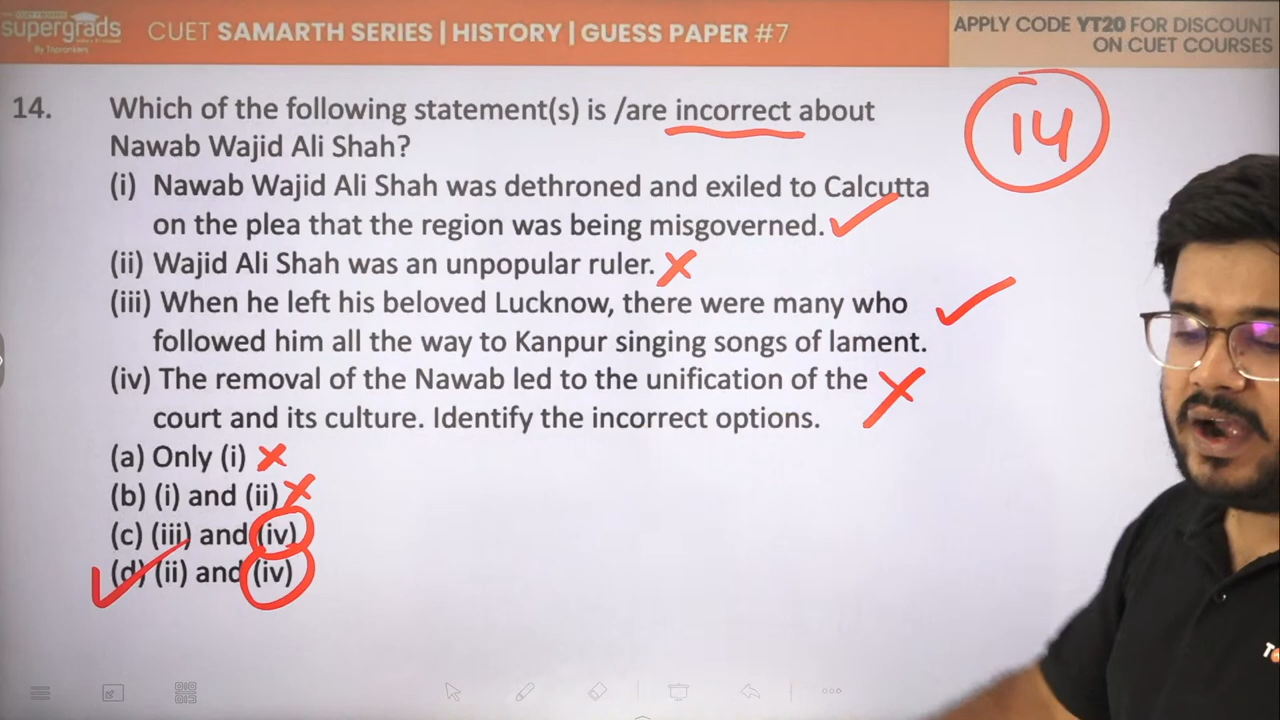 supergrads
By Toprankers
CUET SAMARTH SERIES | HISTORY | GUESS PAPER #7
APPLY CODE YT20 FOR DISCOUNT
ON CUET COURSES
14.
14
Which of the following statement(s) is /are incorrect about
Nawab Wajid Ali Shah?
(i) Nawab Wajid Ali Shah was dethroned and exiled to Calcutta
on the plea that the region was being misgoverned.
(ii) Wajid Ali Shah was an unpopular ruler.
(iii) When he left his beloved Lucknow, there were many who
followed him all the way to Kanpur singing songs of lament.
(iv) The removal of the Nawab led to the unification of the
court and its culture. Identify the incorrect options.
(a) Only (i)
(b) (i) and (ii)
(c) (iii) and (iv)
(d) (ii) and (iv)